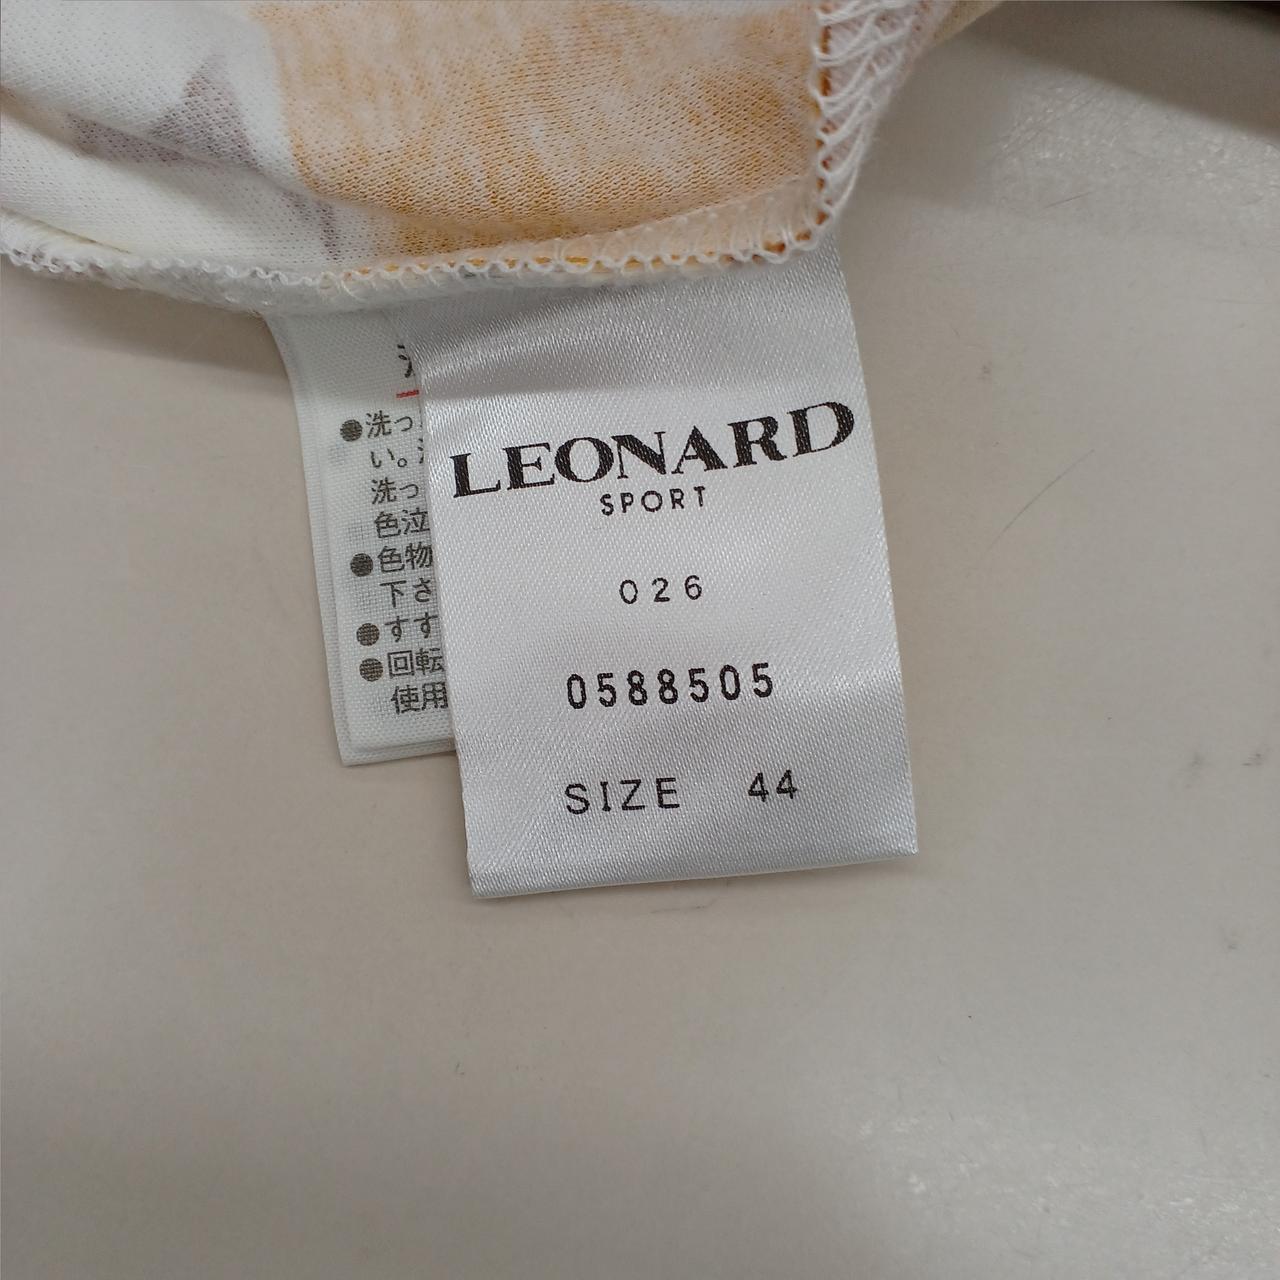 LEONARD
SPORT
026
0588505
SIZE 44
●洗っ
い。
洗っ
色泣
●色物
下さ
●すす
●回転
使用